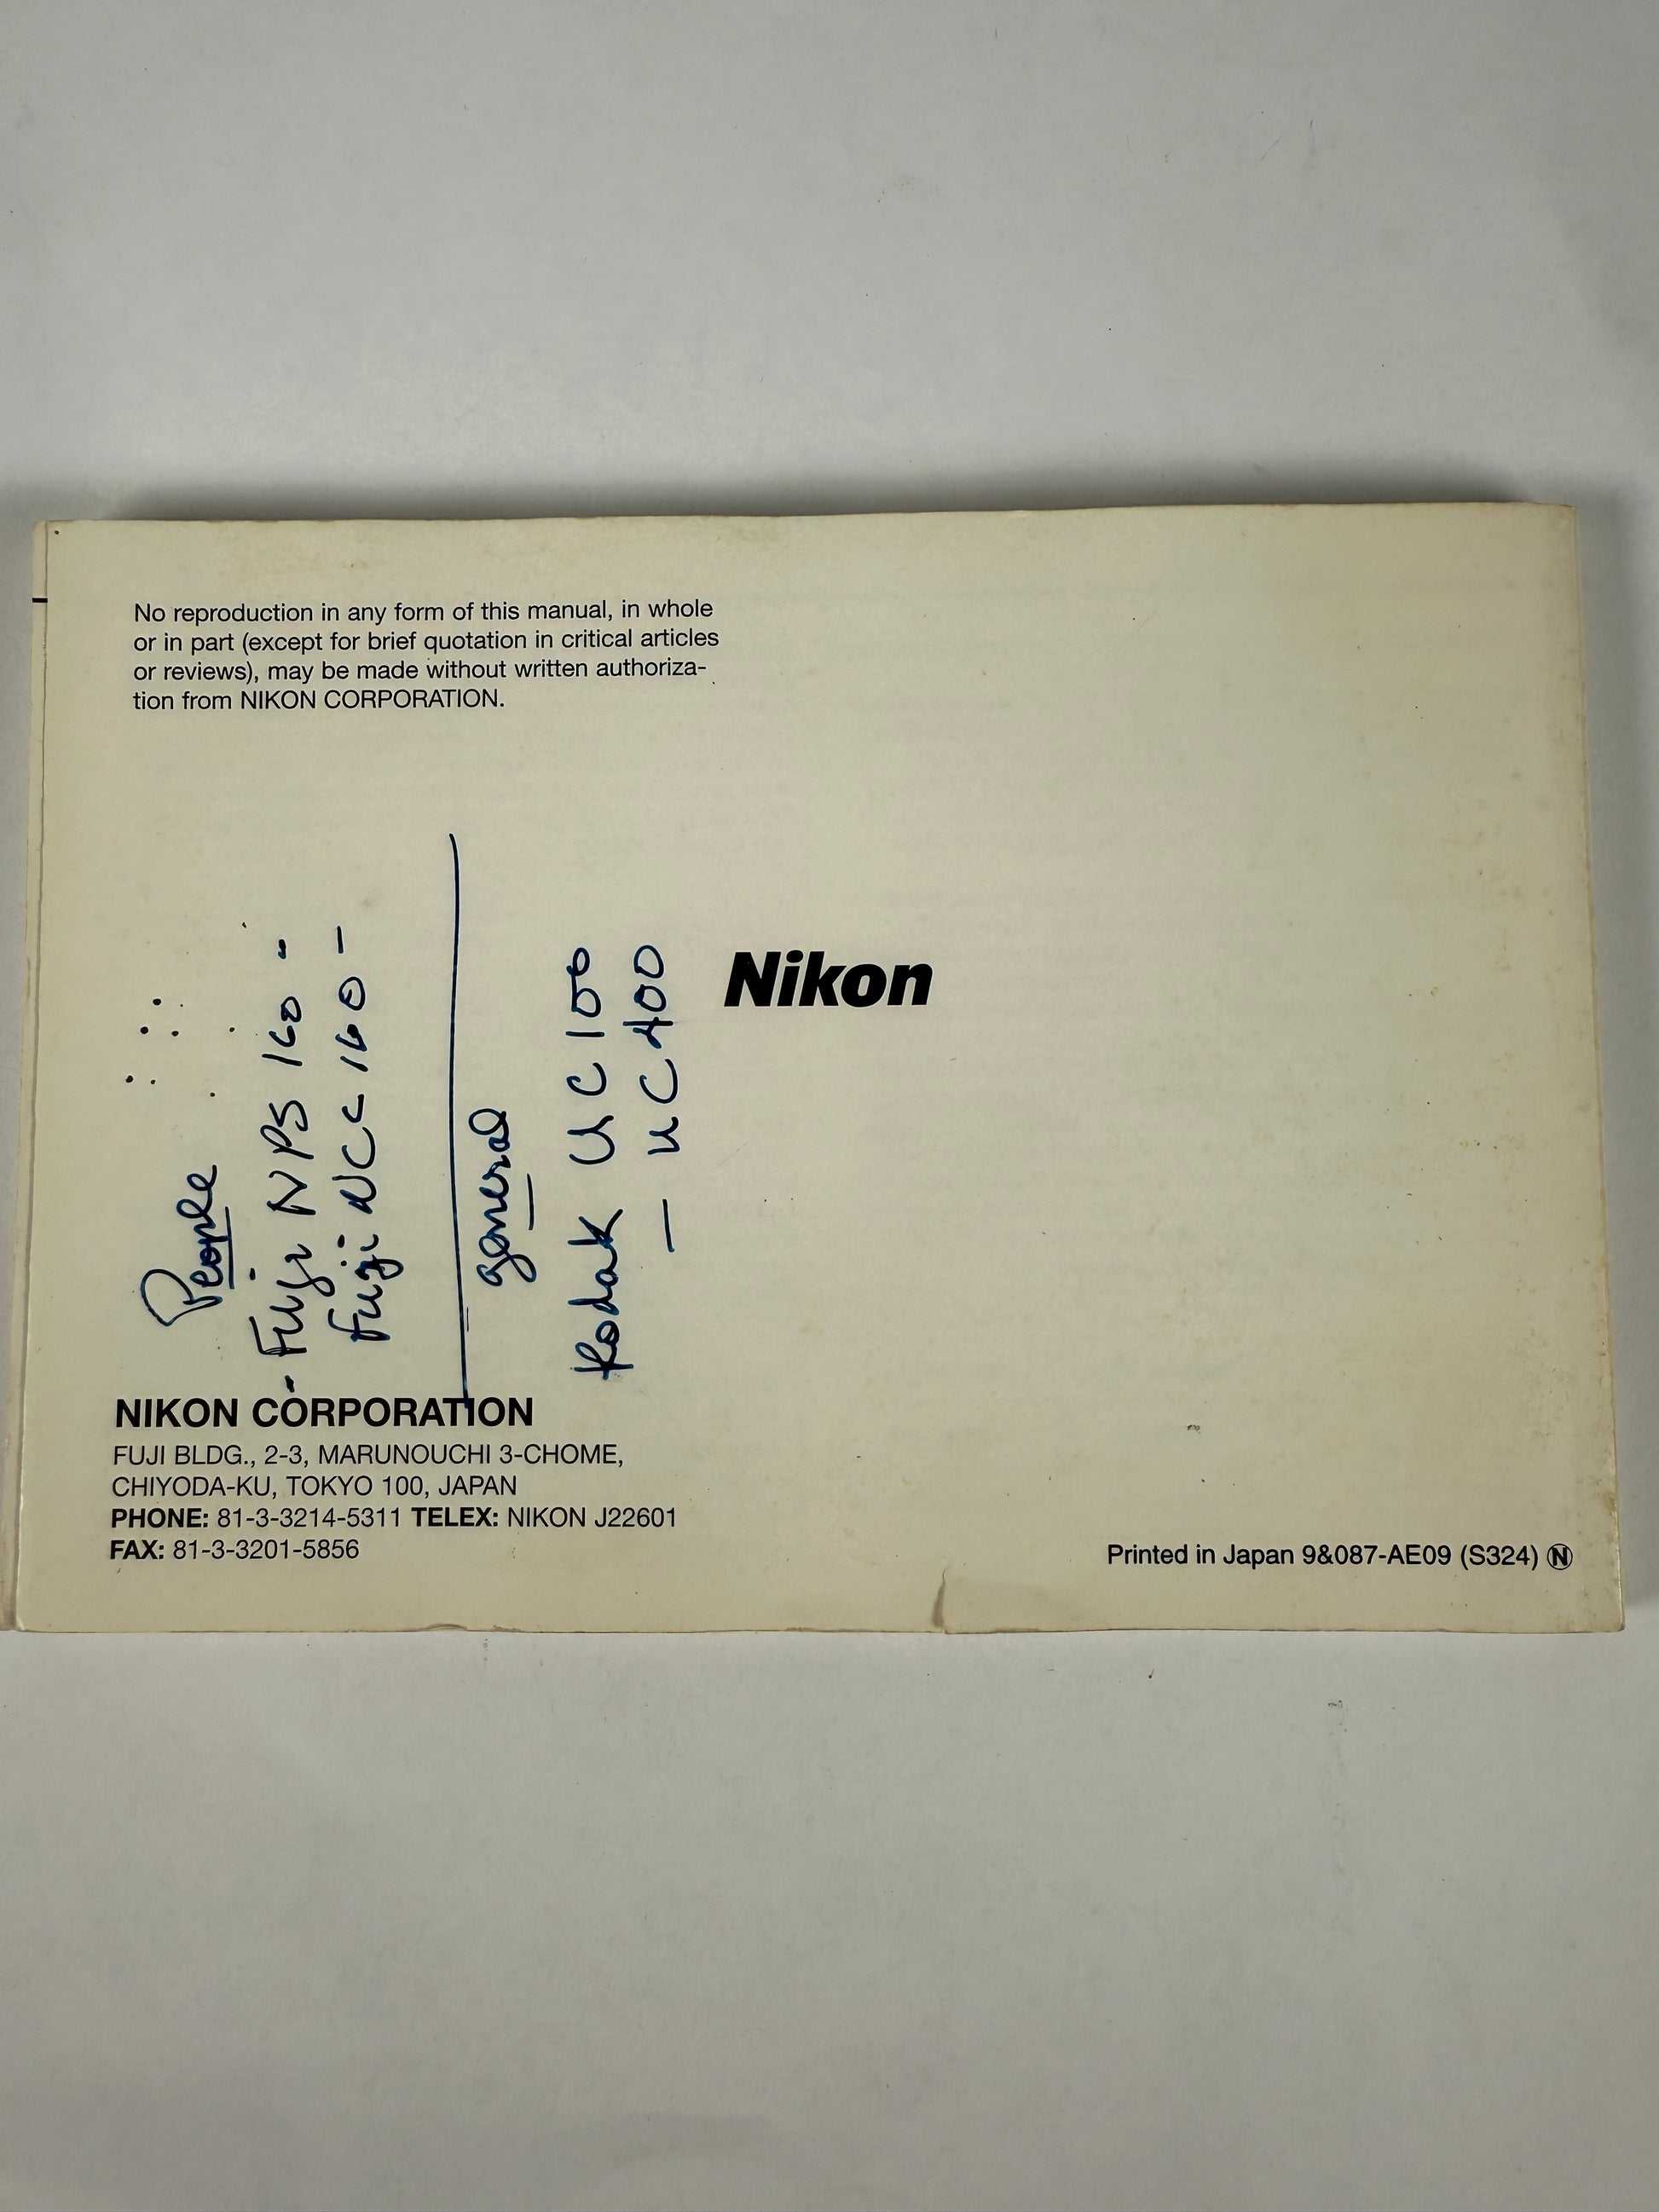 No reproduction in any form of this manual, in whole
or in part (except for brief quotation in critical articles
or reviews), may be made without written authoriza-
tion from NIKON CORPORATION.
People
- Fuji NPS 160 -
Fuji NCC 160 -
general
Kodak UC 100
— UC 400
Nikon
NIKON CORPORATION
FUJI BLDG., 2-3, MARUNOUCHI 3-CHOME,
CHIYODA-KU, TOKYO 100, JAPAN
PHONE: 81-3-3214-5311 TELEX: NIKON J22601
FAX: 81-3-3201-5856
Printed in Japan 9&087-AE09 (S324) Ⓝ